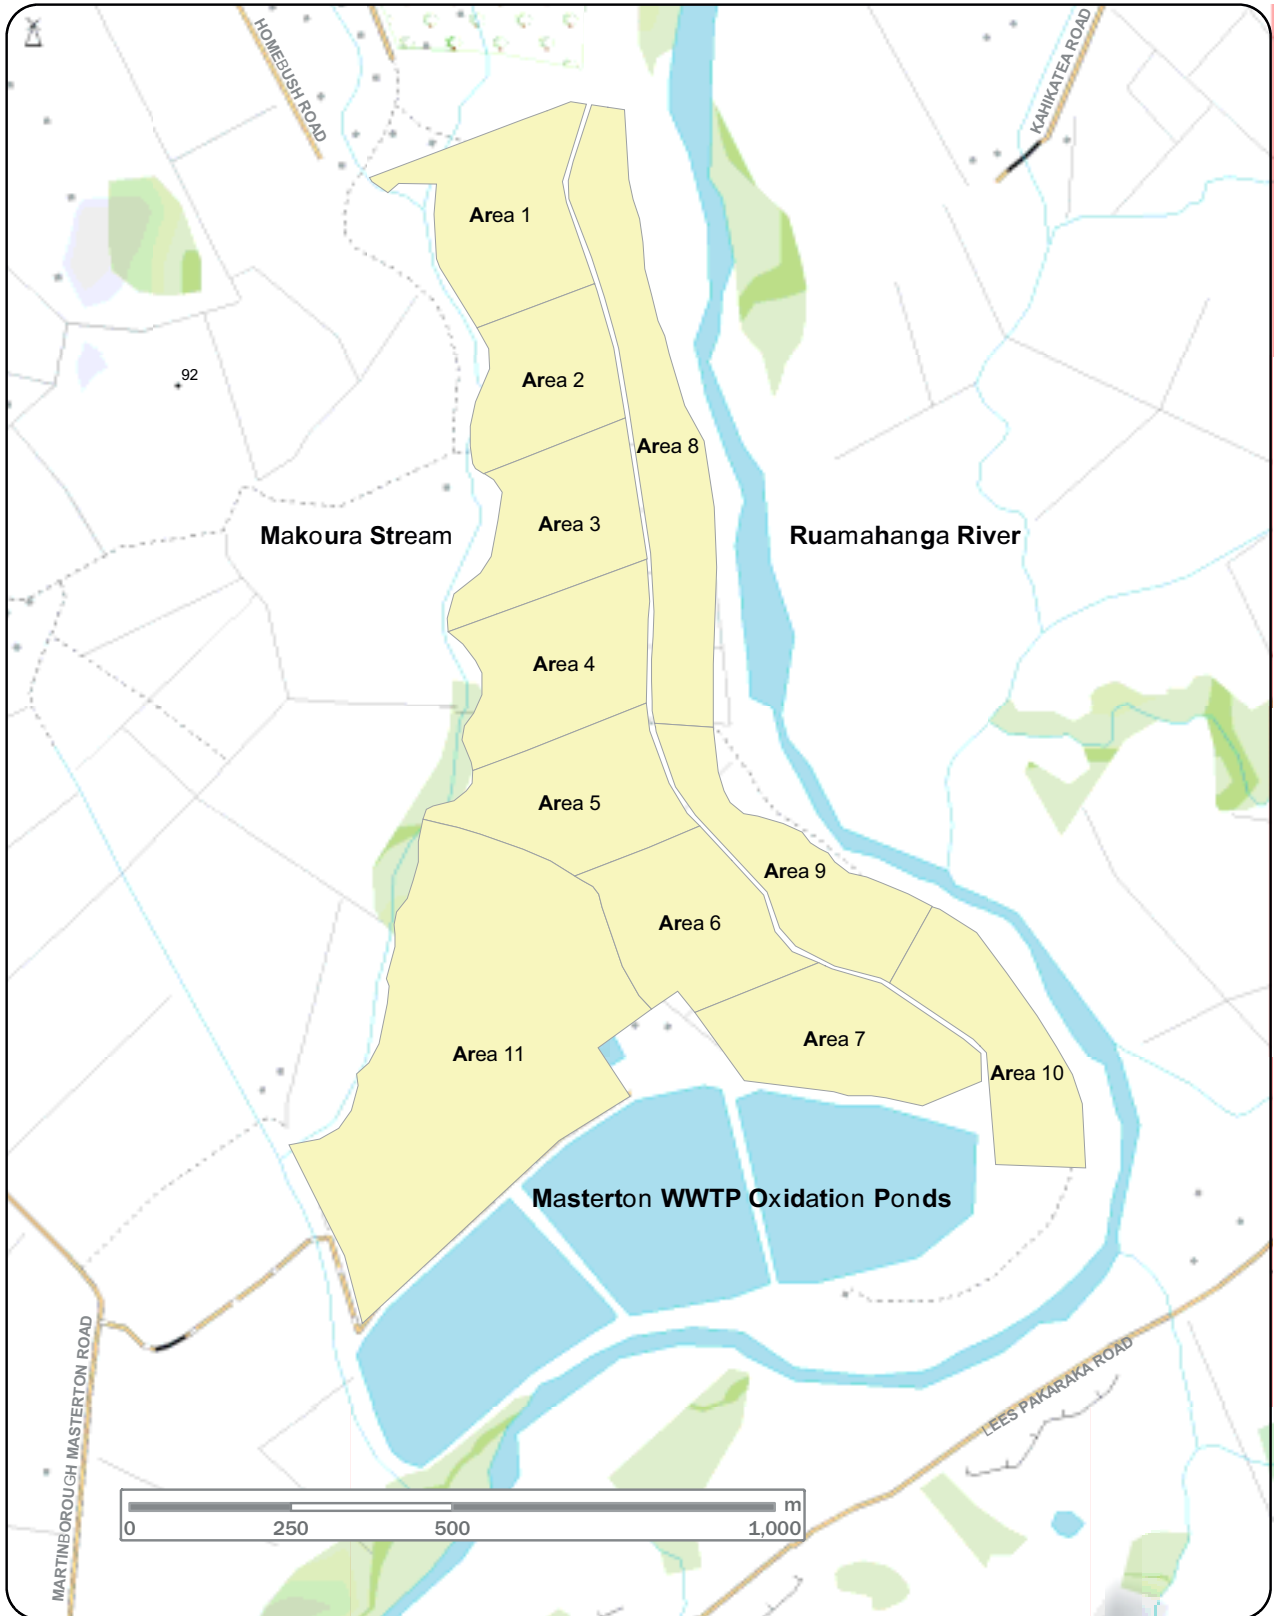 HOMEBUSH ROAD
KAHIKATEA ROAD
Area 1
92
Area 2
Area 8
Area 3
Makoura Stream
Ruamahanga River
Area 4
Area 5
Area 9
Area 6
Area 7
Area 11
Area 10
Masterton WWTP Oxidation Ponds
MARTINBOROUGH MASTERTON ROAD
LEES PAKARAKA ROAD
m
0 250 500 1,000